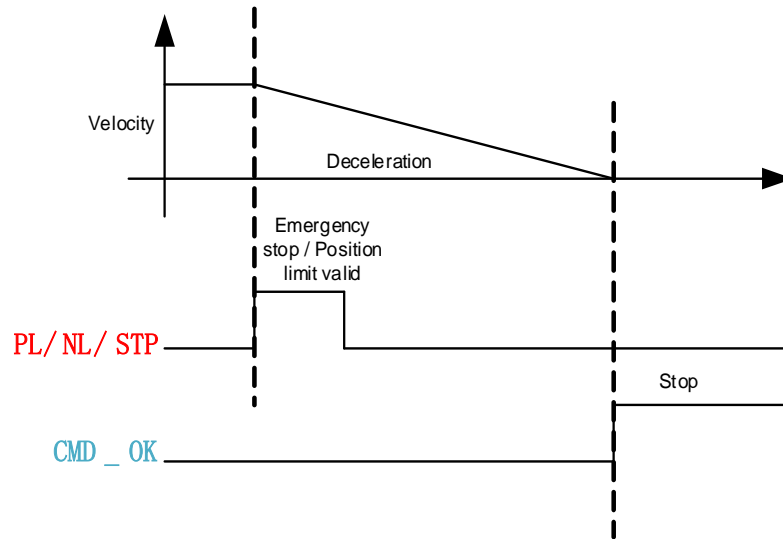 Velocity
Deceleration
Emergency
stop / Position
limit valid
PL/ NL/ STP
Stop
CMD _ OK